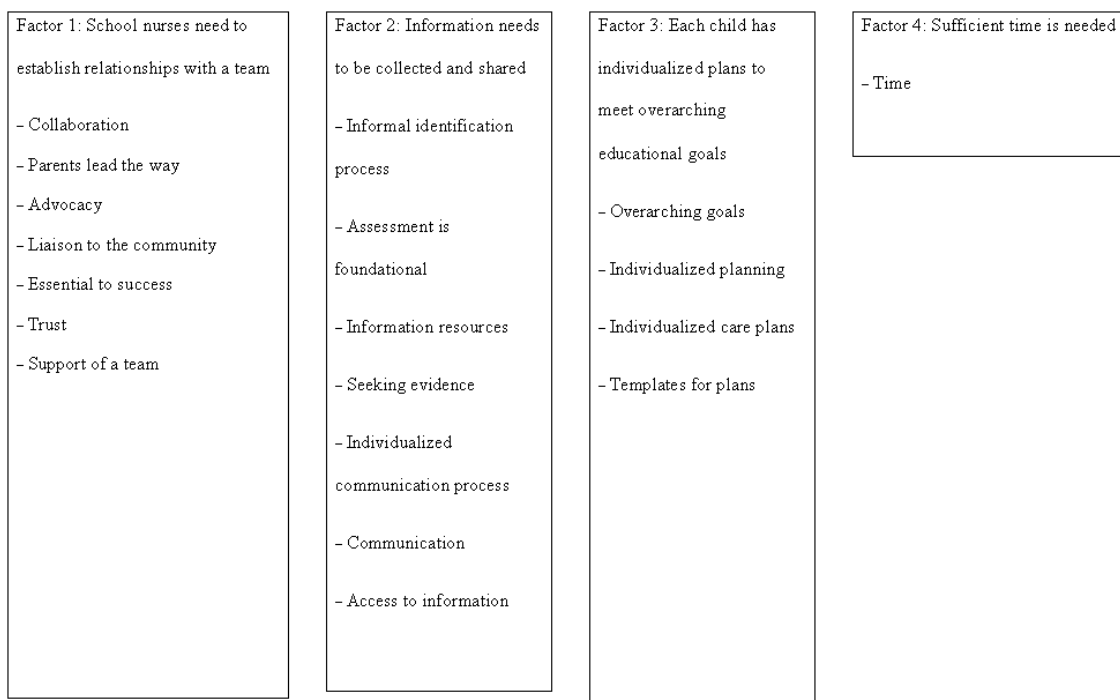 Factor 1: School nurses need to
establish relationships with a team
– Collaboration
– Parents lead the way
– Advocacy
– Liaison to the community
– Essential to success
– Trust
– Support of a team
Factor 2: Information needs
to be collected and shared
– Informal identification
process
– Assessment is
foundational
– Information resources
– Seeking evidence
– Individualized
communication process
– Communication
– Access to information
Factor 3: Each child has
individualized plans to
meet overarching
educational goals
– Overarching goals
– Individualized planning
– Individualized care plans
– Templates for plans
Factor 4: Sufficient time is needed
– Time